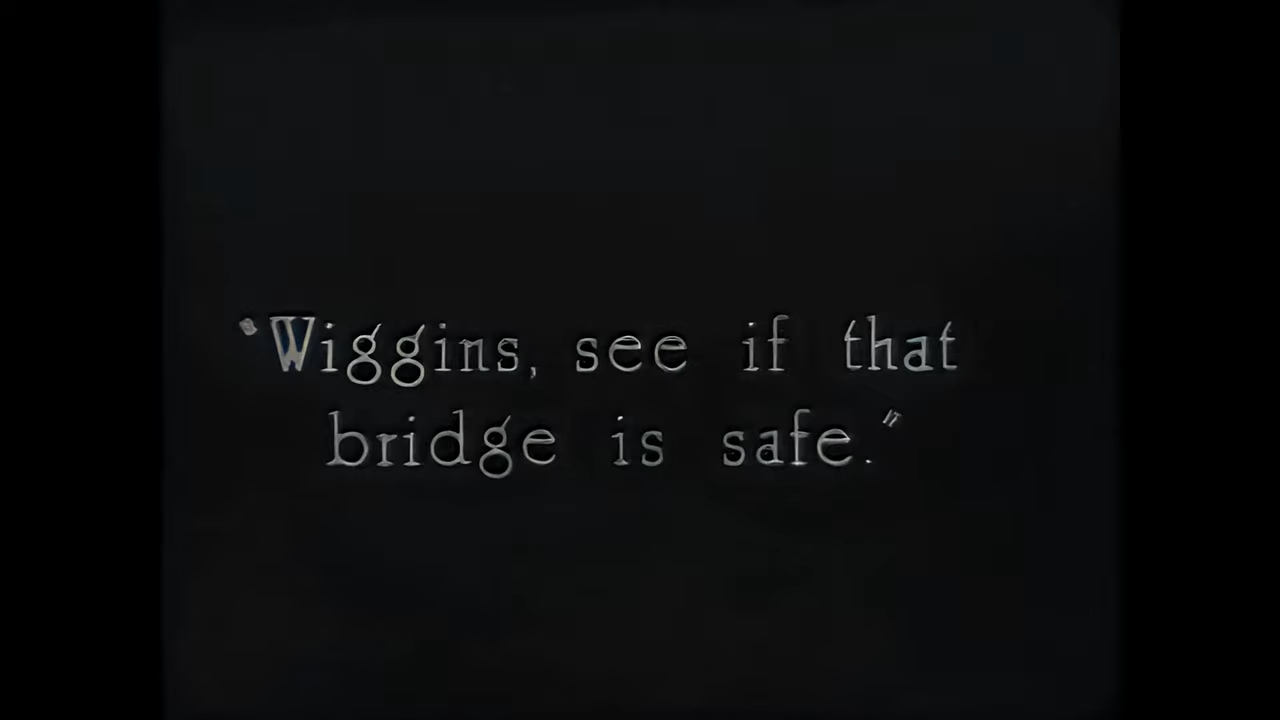 "Wiggins, see if that
bridge is safe."